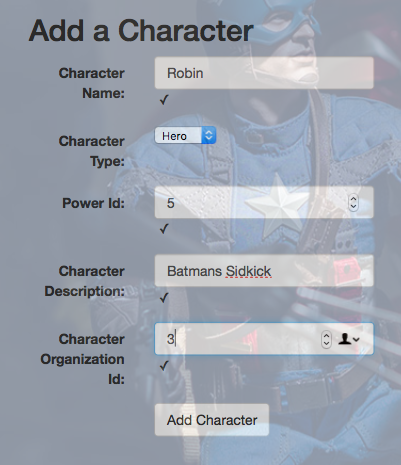 Add a Character
Character Name:
Robin
✓
Character Type:
Hero
Power Id:
5
✓
Character Description:
Batmans Sidkick
✓
Character Organization Id:
3
✓
Add Character